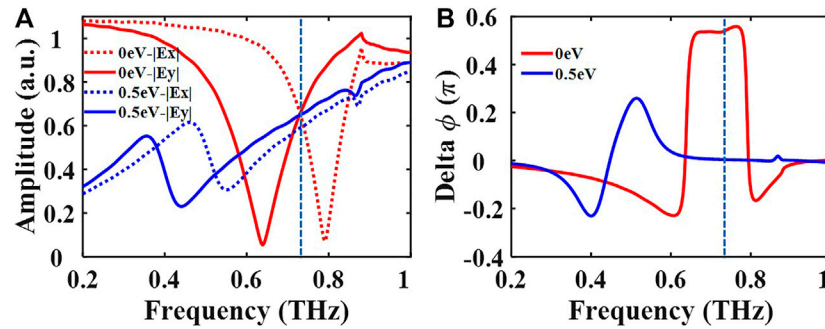 A
Amplitude (a.u.)
1
0.8
0.6
0.4
0.2
0
0eV-|Ex|
0eV-|Ey|
0.5eV-|Ex|
0.5eV-|Ey|
0.2 0.4 0.6 0.8 1
Frequency (THz)
B
Delta ϕ (π)
0.6
0.4
0.2
0
-0.2
-0.4
0eV
0.5eV
0.2 0.4 0.6 0.8 1
Frequency (THz)